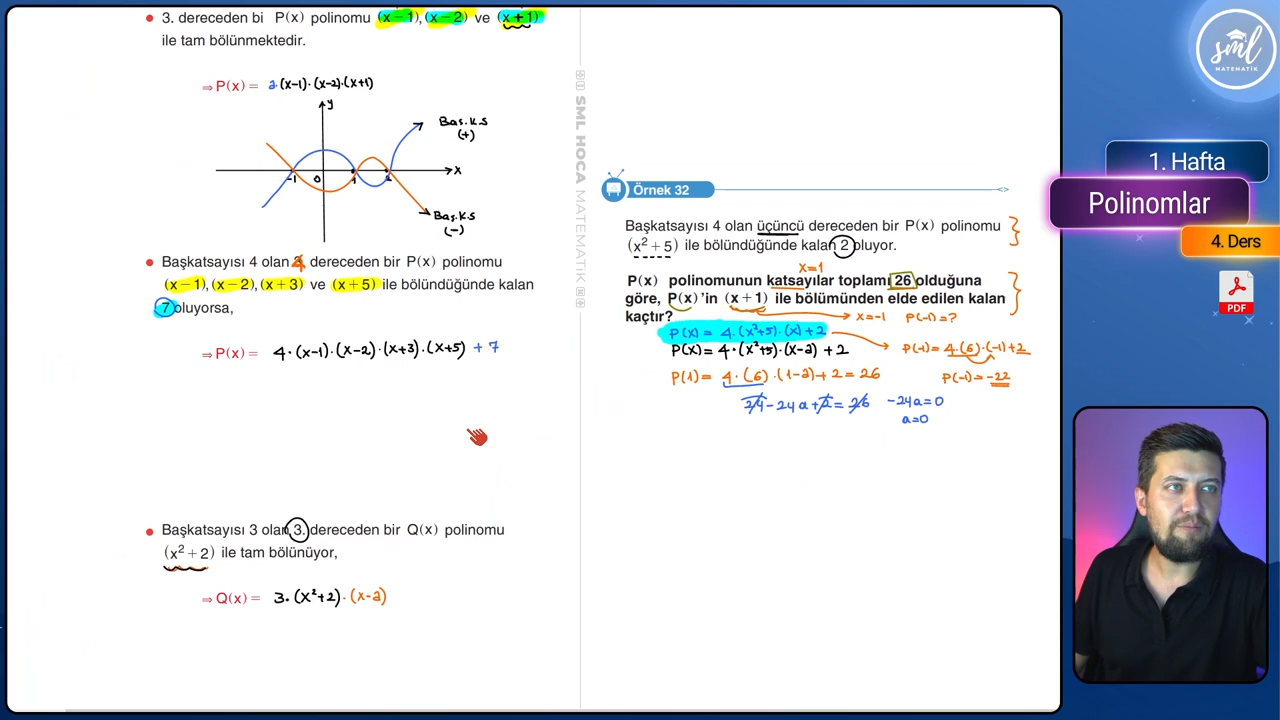 3. dereceden bi P(x) polinomu (x−1), (x−2) ve (x+1)
ile tam bölünmektedir.
⇒ P(x) = a·(x−1)·(x−2)·(x+1)
y
Baş.K.S
(+)
-1 0 1 2 x
Baş.K.S
(−)
Başkatsayısı 4 olan 4 dereceden bir P(x) polinomu
(x−1), (x−2), (x+3) ve (x+5) ile bölündüğünde kalan
7 oluyorsa,
⇒ P(x) = 4·(x−1)·(x−2)·(x+3)·(x+5) + 7
Başkatsayısı 3 olan 3. dereceden bir Q(x) polinomu
(x²+2) ile tam bölünüyor,
⇒ Q(x) = 3·(x²+2)·(x−a)
SML HOCA MATEMATİK
Örnek 32
Başkatsayısı 4 olan üçüncü dereceden bir P(x) polinomu
(x²+5) ile bölündüğünde kalan 2 oluyor.
x=1
P(x) polinomunun katsayılar toplamı 26 olduğuna
göre, P(x)'in (x+1) ile bölümünden elde edilen kalan
kaçtır?
x=-1 P(-1)=?
P(x) = 4·(x²+5)·(x)+2
P(x) = 4·(x²+5)·(x−a)+2
P(-1) = 4·(6)·(-1)+2
P(1) = 4·(6)·(1−a)+2 = 26
P(-1) = -22
24−24a+2=26
-24a=0
a=0
sml
MATEMATİK
1. Hafta
Polinomlar
4. Ders
PDF